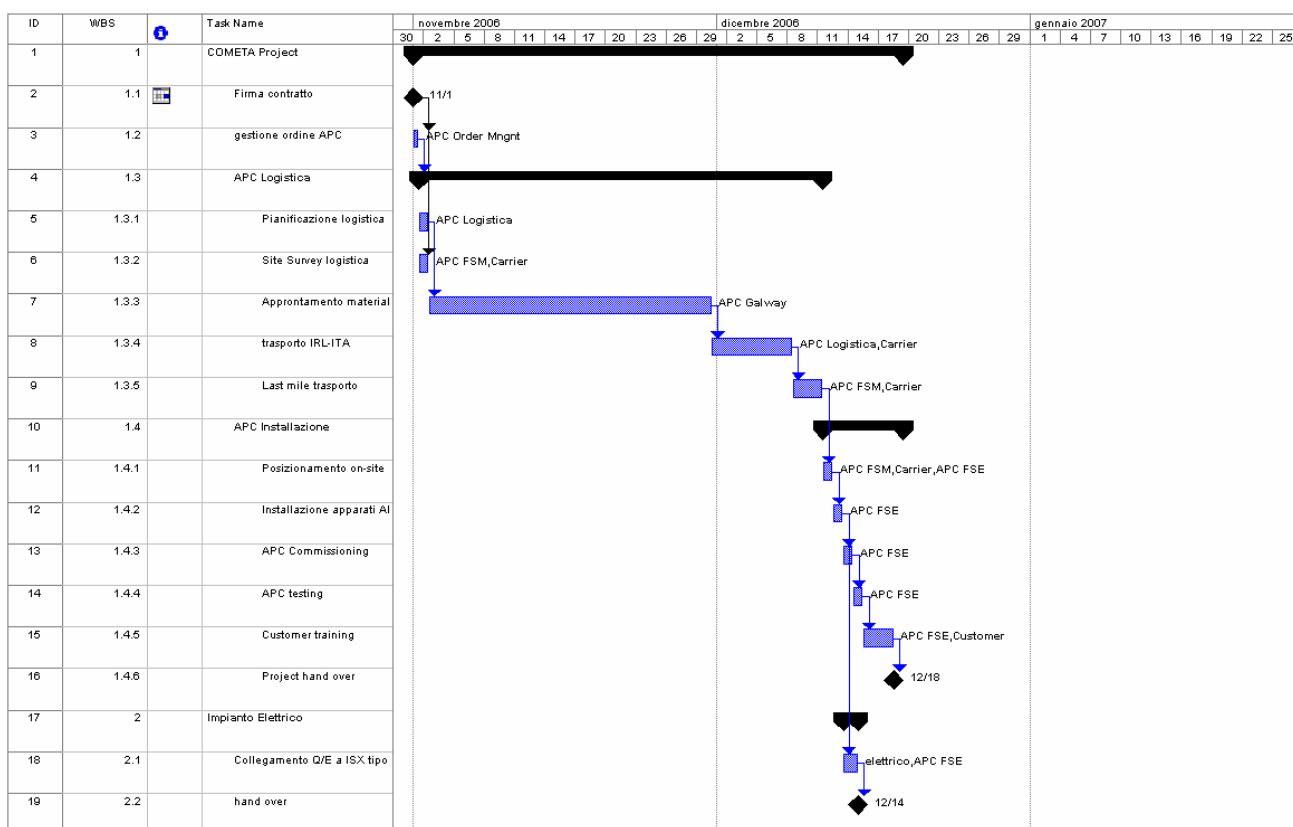 ID WBS Task Name novembre 2006 dicembre 2006 gennaio 2007
30 2 5 8 11 14 17 20 23 26 29 2 5 8 11 14 17 20 23 26 29 1 4 7 10 13 16 19 22 25
1 1 COMETA Project
2 1.1 Firma contratto 11/1
3 1.2 gestione ordine APC APC Order Mngnt
4 1.3 APC Logistica
5 1.3.1 Pianificazione logistica APC Logistica
6 1.3.2 Site Survey logistica APC FSM,Carrier
7 1.3.3 Approntamento material APC Galway
8 1.3.4 trasporto IRL-ITA APC Logistica,Carrier
9 1.3.5 Last mile trasporto APC FSM,Carrier
10 1.4 APC Installazione
11 1.4.1 Posizionamento on-site APC FSM,Carrier,APC FSE
12 1.4.2 Installazione apparati Al APC FSE
13 1.4.3 APC Commissioning APC FSE
14 1.4.4 APC testing APC FSE
15 1.4.5 Customer training APC FSE,Customer
16 1.4.6 Project hand over 12/18
17 2 Impianto Elettrico
18 2.1 Collegamento Q/E a ISX tipo elettrico,APC FSE
19 2.2 hand over 12/14